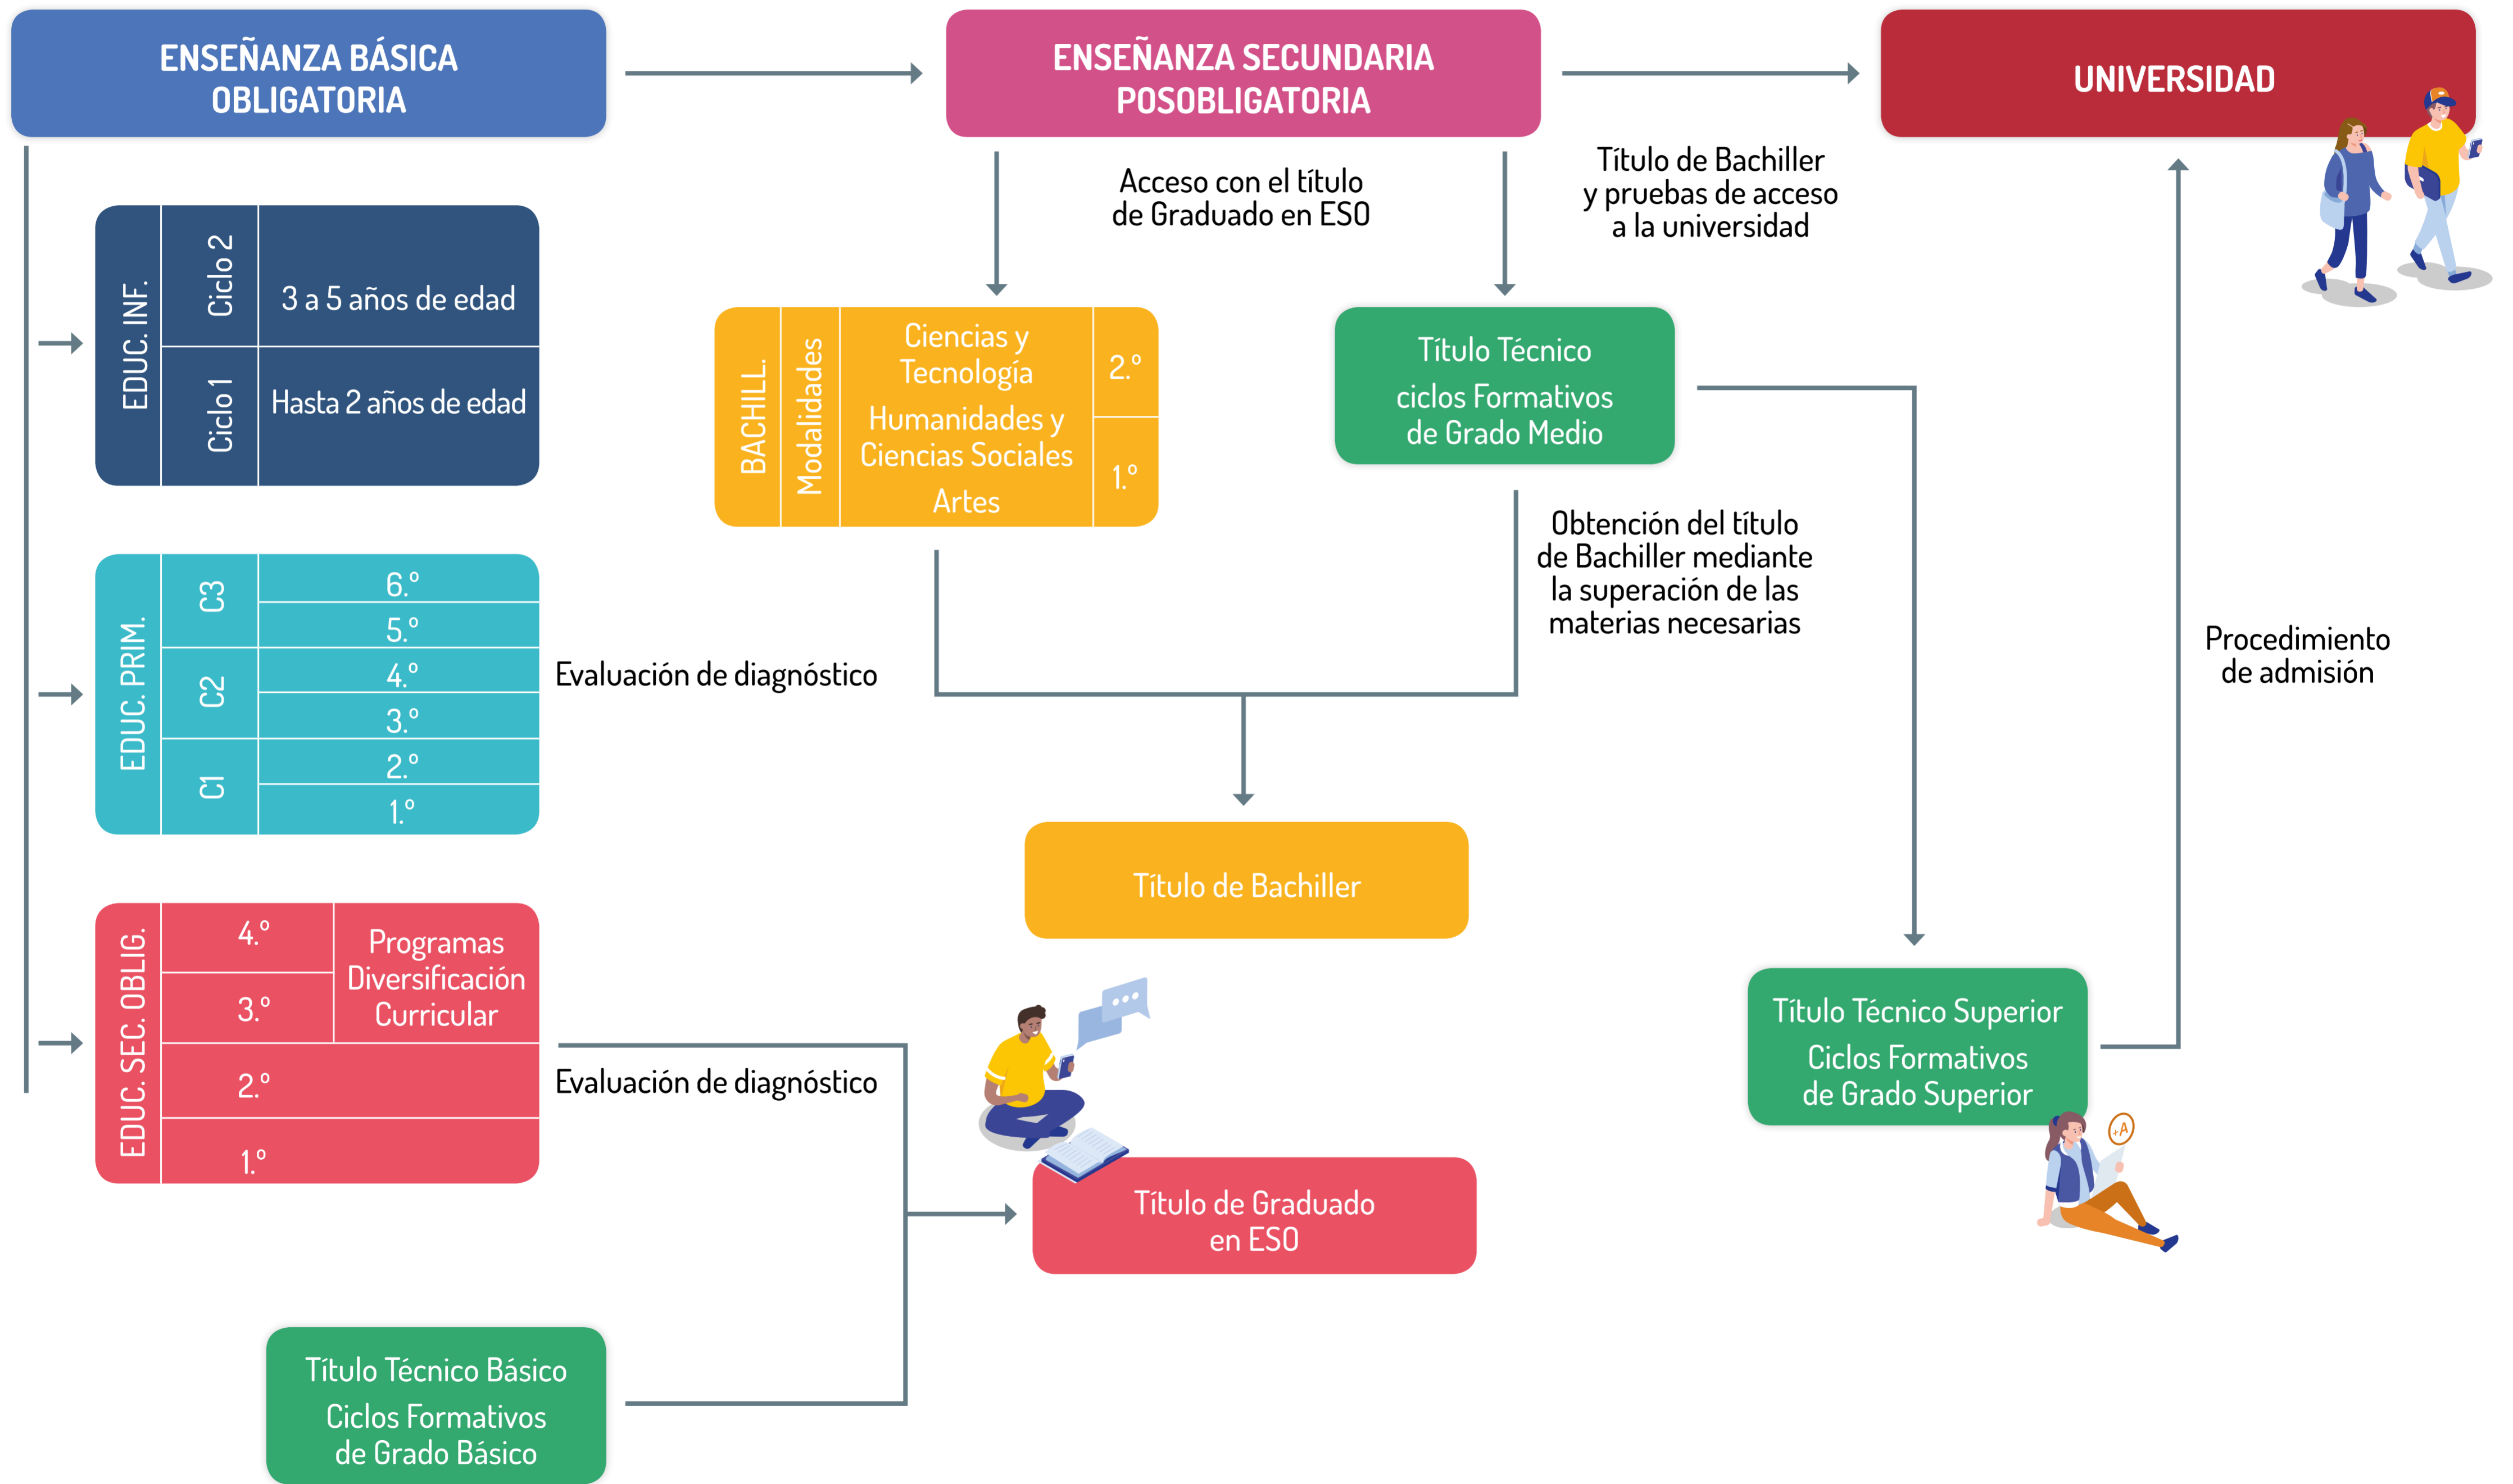 ENSEÑANZA BÁSICA
OBLIGATORIA
ENSEÑANZA SECUNDARIA
POSOBLIGATORIA
UNIVERSIDAD
Acceso con el título
de Graduado en ESO
Título de Bachiller
y pruebas de acceso
a la universidad
EDUC. INF.
Ciclo 2
3 a 5 años de edad
Ciclo 1
Hasta 2 años de edad
BACHILL.
Modalidades
Ciencias y
Tecnología
Humanidades y
Ciencias Sociales
Artes
2.º
1.º
Título Técnico
ciclos Formativos
de Grado Medio
Obtención del título
de Bachiller mediante
la superación de las
materias necesarias
Procedimiento
de admisión
EDUC. PRIM.
C3
6.º
5.º
C2
4.º
3.º
C1
2.º
1.º
Evaluación de diagnóstico
Título de Bachiller
EDUC. SEC. OBLIG.
4.º
3.º
Programas
Diversificación
Curricular
2.º
1.º
Evaluación de diagnóstico
Título Técnico Superior
Ciclos Formativos
de Grado Superior
+A
Título de Graduado
en ESO
Título Técnico Básico
Ciclos Formativos
de Grado Básico